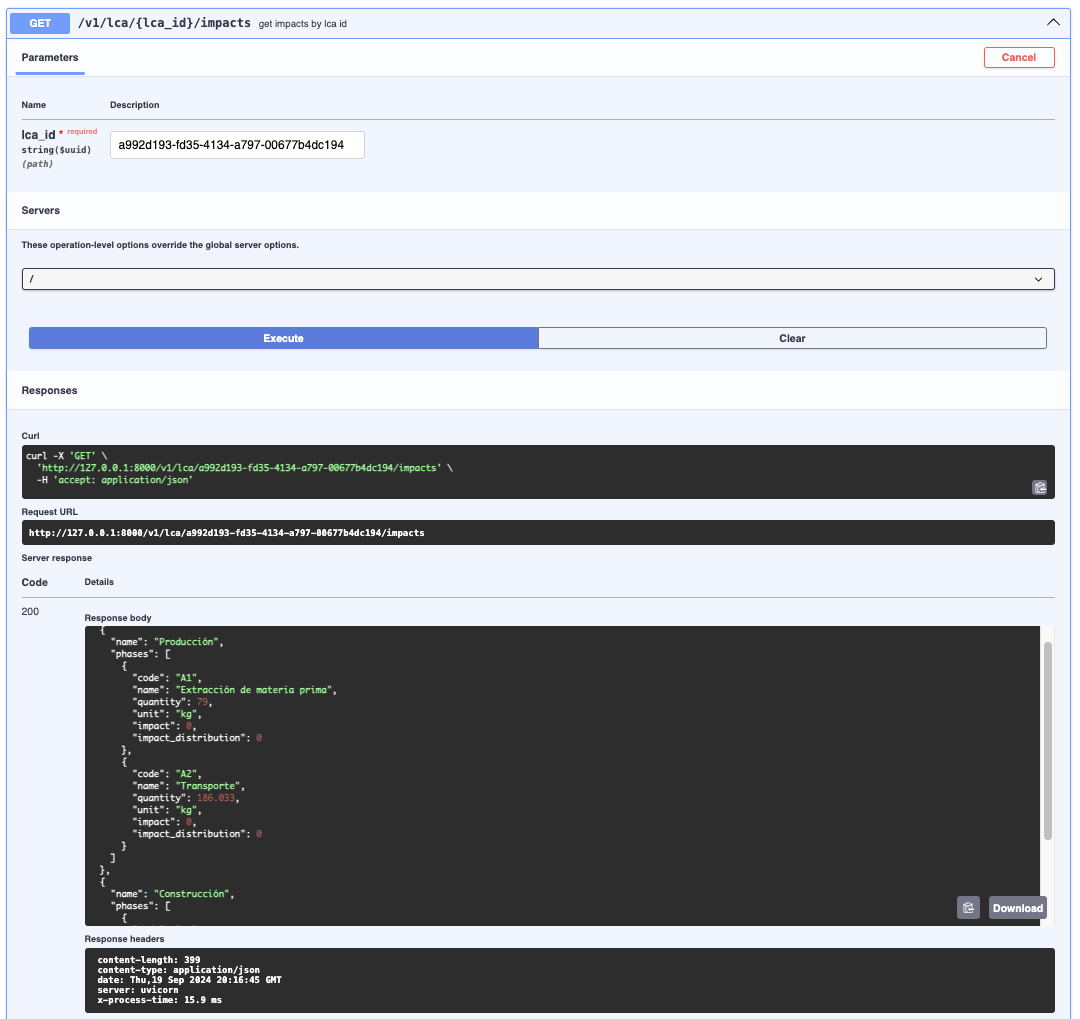 GET /v1/lca/{lca_id}/impacts get impacts by lca id
Parameters
Cancel
Name Description
lca_id * required
string($uuid)
(path)
a992d193-fd35-4134-a797-00677b4dc194
Servers
These operation-level options override the global server options.
/
Execute Clear
Responses
Curl
curl -X 'GET' \
'http://127.0.0.1:8000/v1/lca/a992d193-fd35-4134-a797-00677b4dc194/impacts' \
-H 'accept: application/json'
Request URL
http://127.0.0.1:8000/v1/lca/a992d193-fd35-4134-a797-00677b4dc194/impacts
Server response
Code Details
200
Response body
{
"name": "Producción",
"phases": [
{
"code": "A1",
"name": "Extracción de materia prima",
"quantity": 79,
"unit": "kg",
"impact": 0,
"impact_distribution": 0
},
{
"code": "A2",
"name": "Transporte",
"quantity": 186.033,
"unit": "kg",
"impact": 0,
"impact_distribution": 0
}
]
},
{
"name": "Construcción",
"phases": [
{
Download
Response headers
content-length: 399
content-type: application/json
date: Thu,19 Sep 2024 20:16:45 GMT
server: uvicorn
x-process-time: 15.9 ms